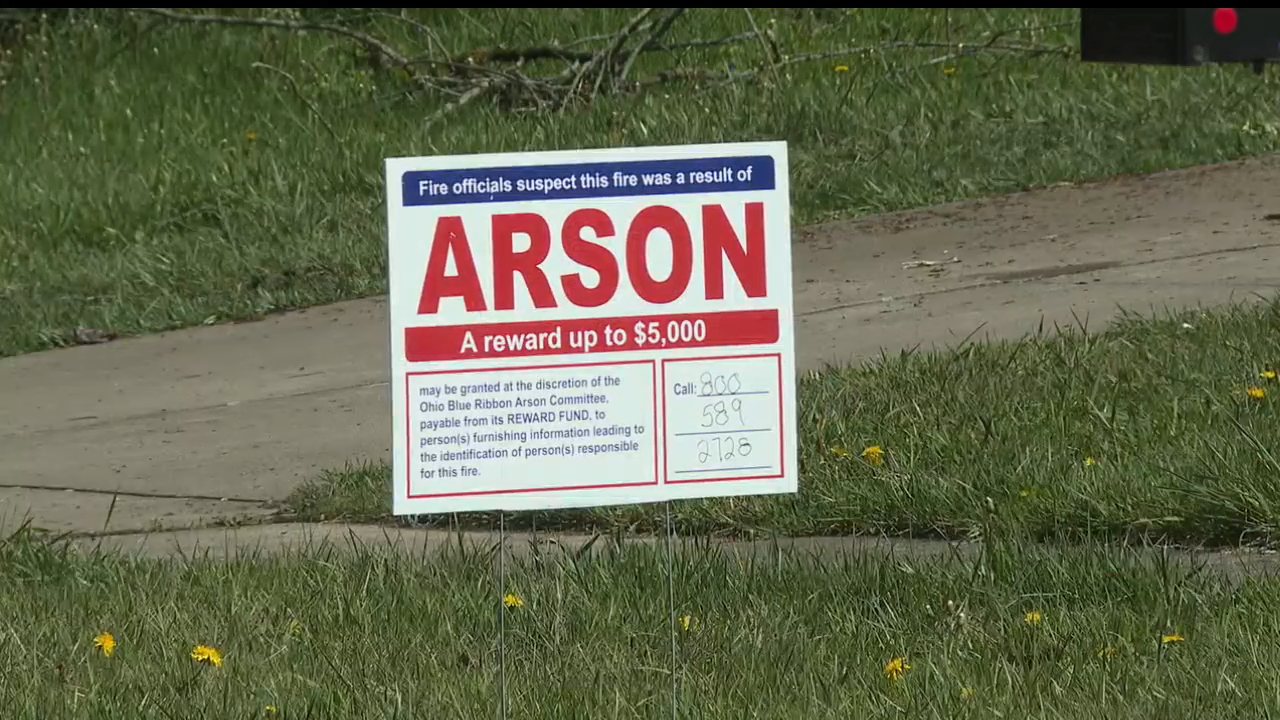 Fire officials suspect this fire was a result of
ARSON
A reward up to $5,000
may be granted at the discretion of the
Ohio Blue Ribbon Arson Committee,
payable from its REWARD FUND, to
person(s) furnishing information leading to
the identification of person(s) responsible
for this fire.
Call: 800
589
2728